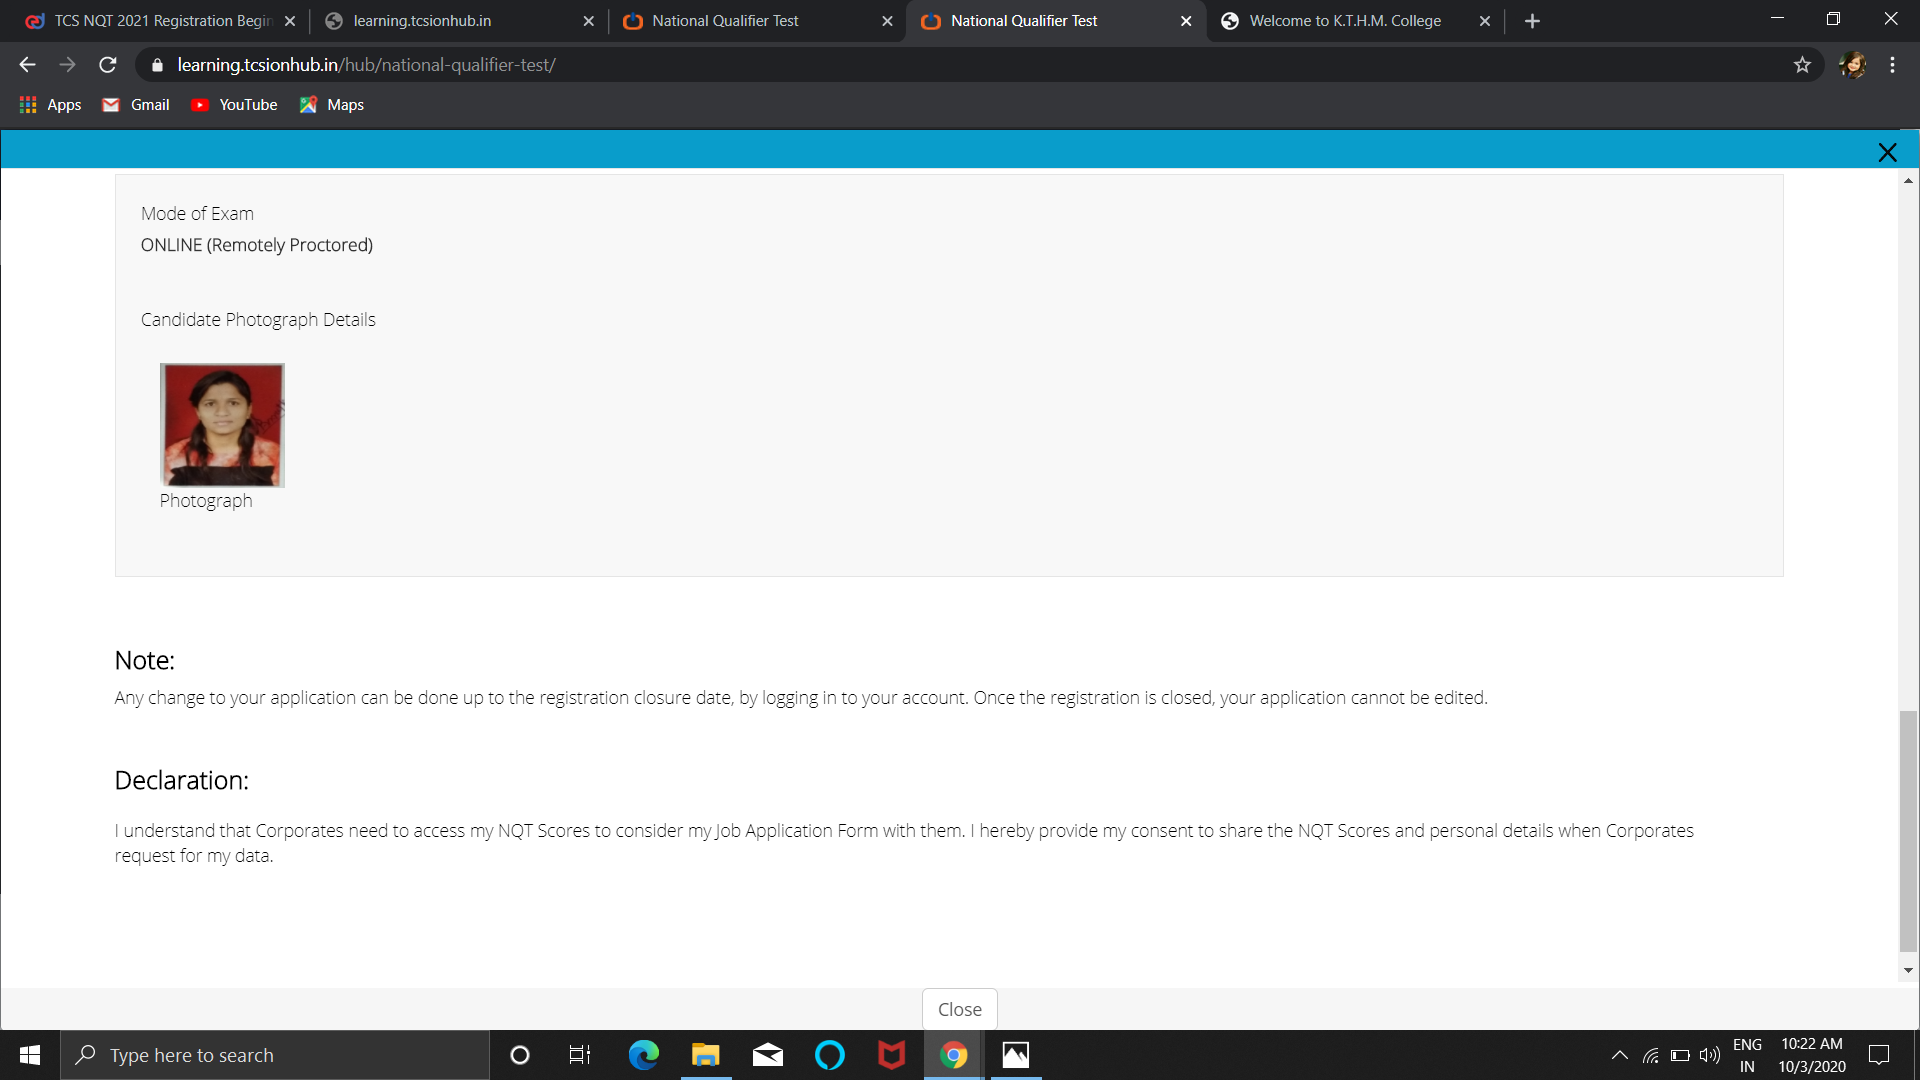 TCS NQT 2021 Registration Begin
learning.tcsionhub.in
National Qualifier Test
National Qualifier Test
Welcome to K.T.H.M. College
learning.tcsionhub.in/hub/national-qualifier-test/
Apps
Gmail
YouTube
Maps
Mode of Exam
ONLINE (Remotely Proctored)
Candidate Photograph Details
Photograph
Note:
Any change to your application can be done up to the registration closure date, by logging in to your account. Once the registration is closed, your application cannot be edited.
Declaration:
I understand that Corporates need to access my NQT Scores to consider my Job Application Form with them. I hereby provide my consent to share the NQT Scores and personal details when Corporates
request for my data.
Close
Type here to search
ENG
IN
10:22 AM
10/3/2020